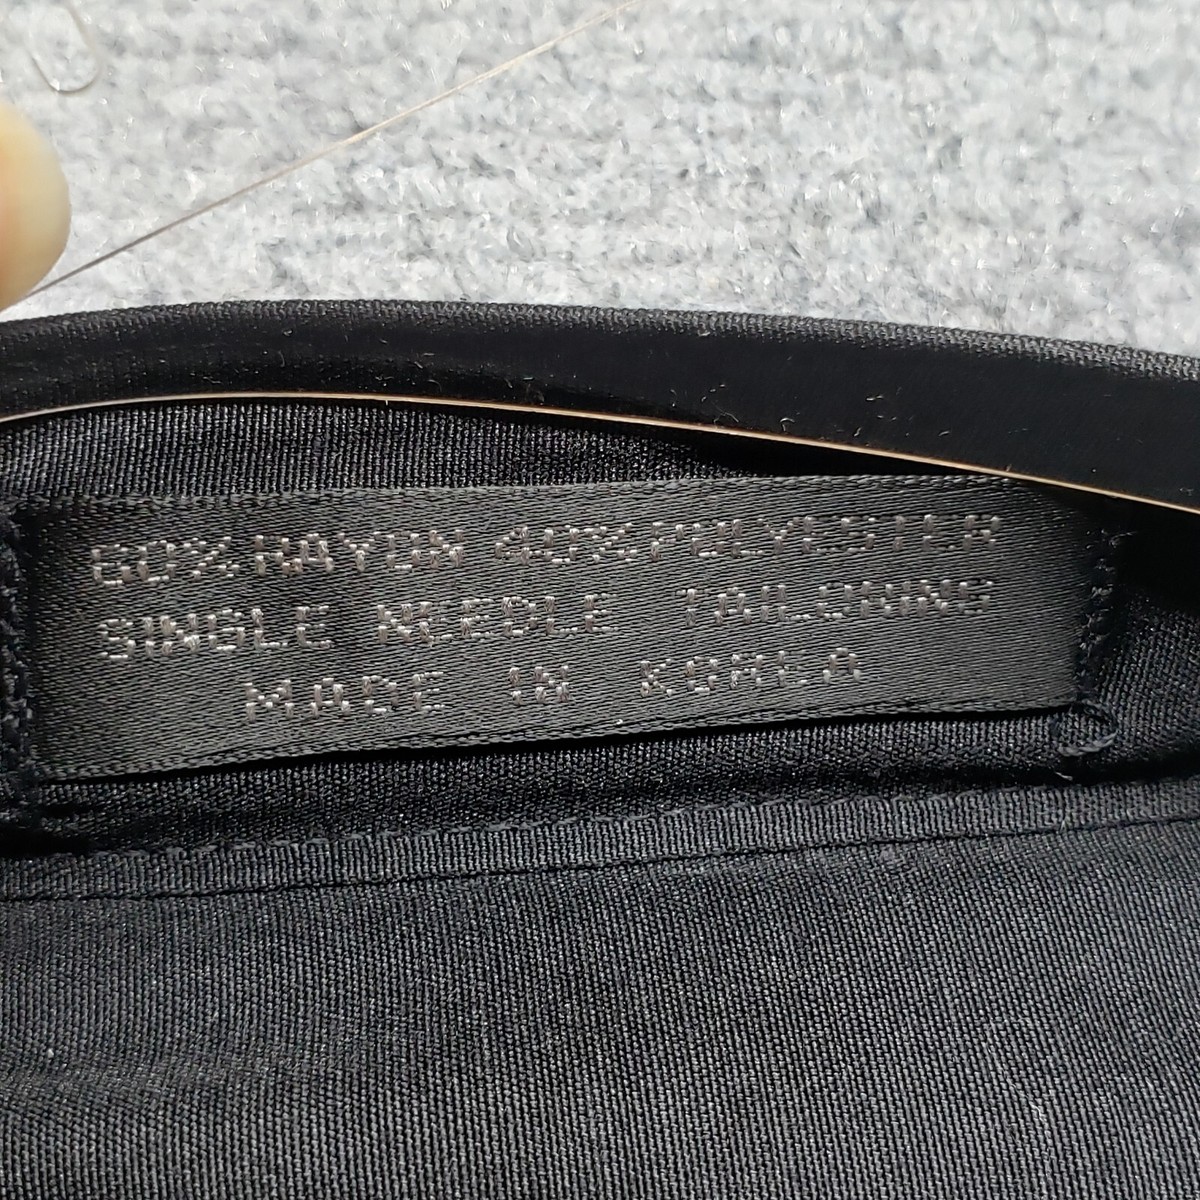 60% RAYON 40% POLYESTER
SINGLE NEEDLE TAILORING
MADE IN KOREA